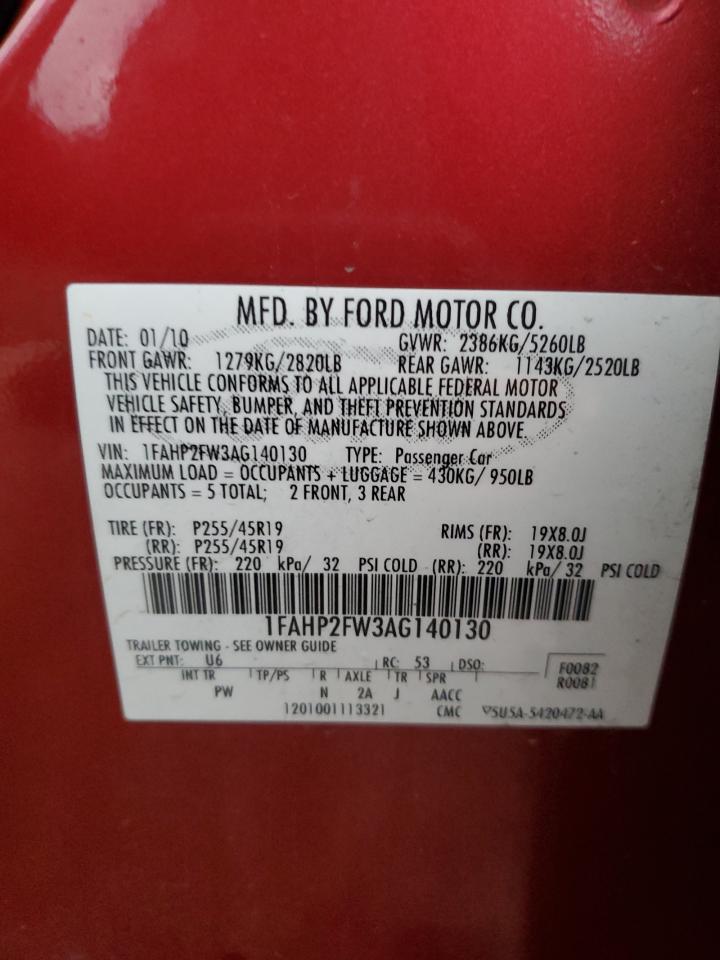 MFD. BY FORD MOTOR CO.
DATE: 01/10 GVWR: 2386KG/5260LB
FRONT GAWR: 1279KG/2820LB REAR GAWR: 1143KG/2520LB
THIS VEHICLE CONFORMS TO ALL APPLICABLE FEDERAL MOTOR
VEHICLE SAFETY, BUMPER, AND THEFT PREVENTION STANDARDS
IN EFFECT ON THE DATE OF MANUFACTURE SHOWN ABOVE.
VIN: 1FAHP2FW3AG140130 TYPE: Passenger Car
MAXIMUM LOAD = OCCUPANTS + LUGGAGE = 430KG/ 950LB
OCCUPANTS = 5 TOTAL; 2 FRONT, 3 REAR
TIRE (FR): P255/45R19 RIMS (FR): 19X8.0J
(RR): P255/45R19 (RR): 19X8.0J
PRESSURE (FR): 220 kPa/ 32 PSI COLD (RR): 220 kPa/ 32 PSI COLD
1FAHP2FW3AG140130
TRAILER TOWING - SEE OWNER GUIDE
EXT PNT: U6 RC: 53 DSO: F0082
INT TR TP/PS R AXLE TR SPR R0081
PW N 2A J AACC
1201001113321 CMC 5U5A-5420472-AA